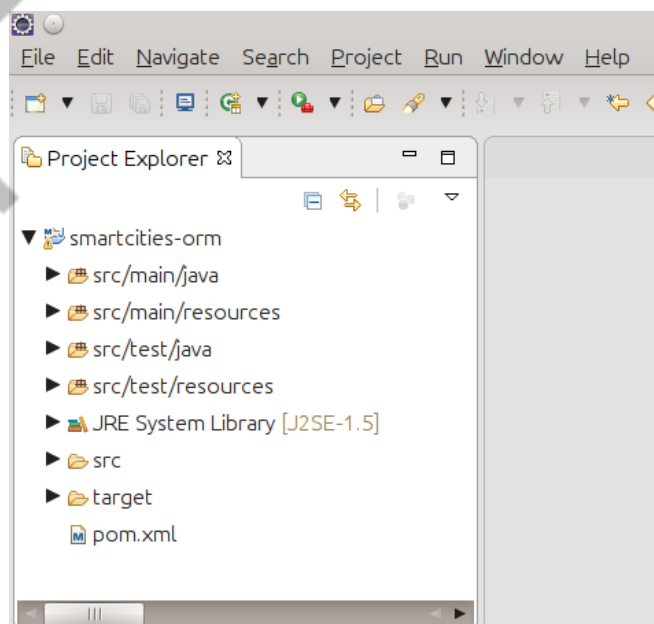 File Edit Navigate Search Project Run Window Help
Project Explorer
smartcities-orm
src/main/java
src/main/resources
src/test/java
src/test/resources
JRE System Library [J2SE-1.5]
src
target
pom.xml